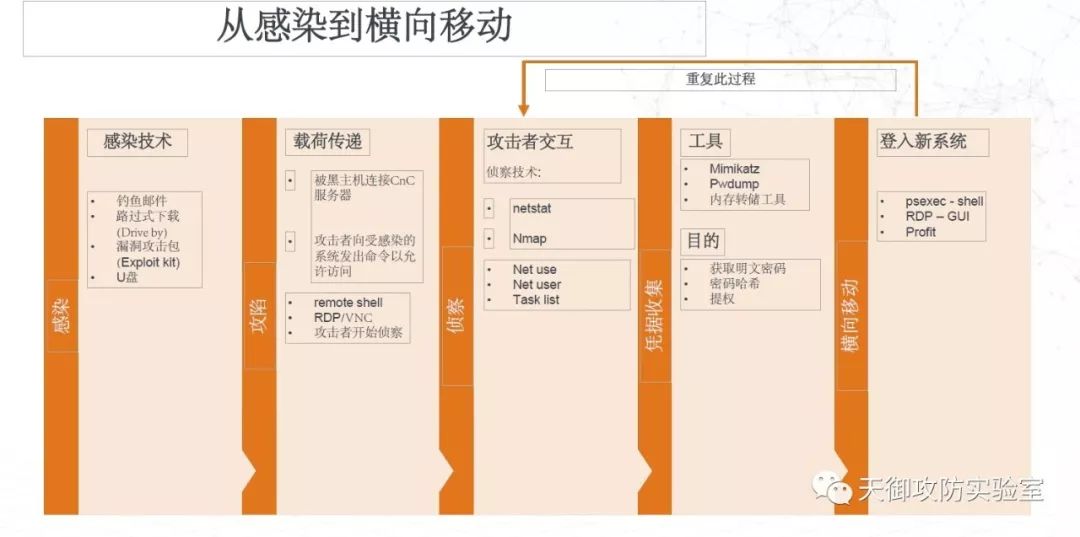 从感染到横向移动
重复此过程
感染
感染技术
• 钓鱼邮件
• 路过式下载
(Drive by)
• 漏洞攻击包
(Exploit kit)
• U盘
攻陷
载荷传递
• 被黑主机连接CnC
服务器
• 攻击者向受感染的
系统发出命令以允
许访问
• remote shell
• RDP/VNC
• 攻击者开始侦察
侦察
攻击者交互
侦察技术:
• netstat
• Nmap
• Net use
• Net user
• Task list
凭据收集
工具
• Mimikatz
• Pwdump
• 内存转储工具
目的
• 获取明文密码
• 密码哈希
• 提权
横向移动
登入新系统
• psexec - shell
• RDP – GUI
• Profit
天御攻防实验室